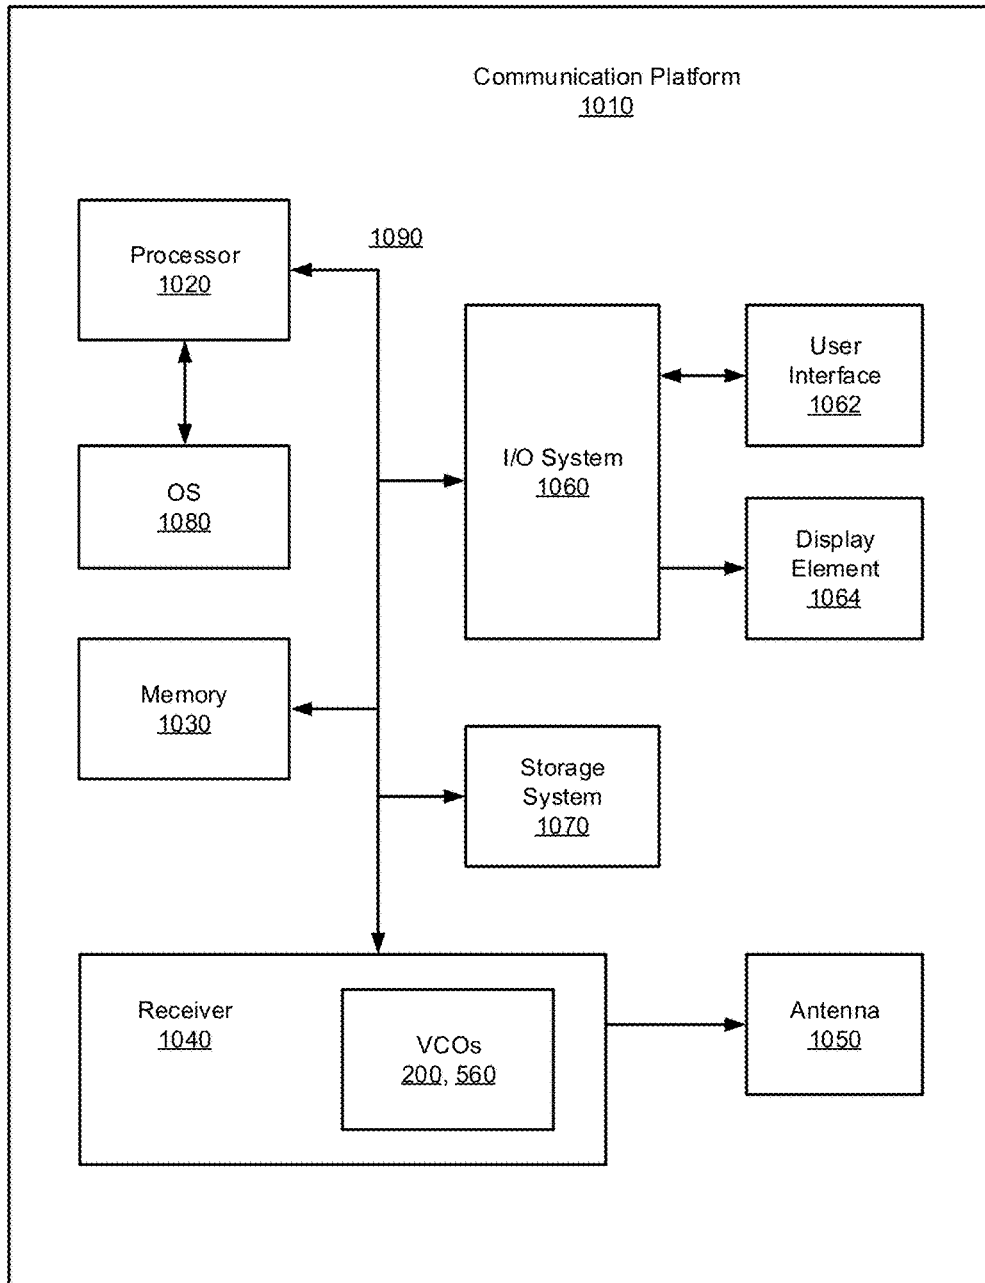 Communication Platform
1010
Processor
1020
1090
OS
1080
I/O System
1060
User
Interface
1062
Display
Element
1064
Memory
1030
Storage
System
1070
Receiver
1040
VCOs
200, 560
Antenna
1050